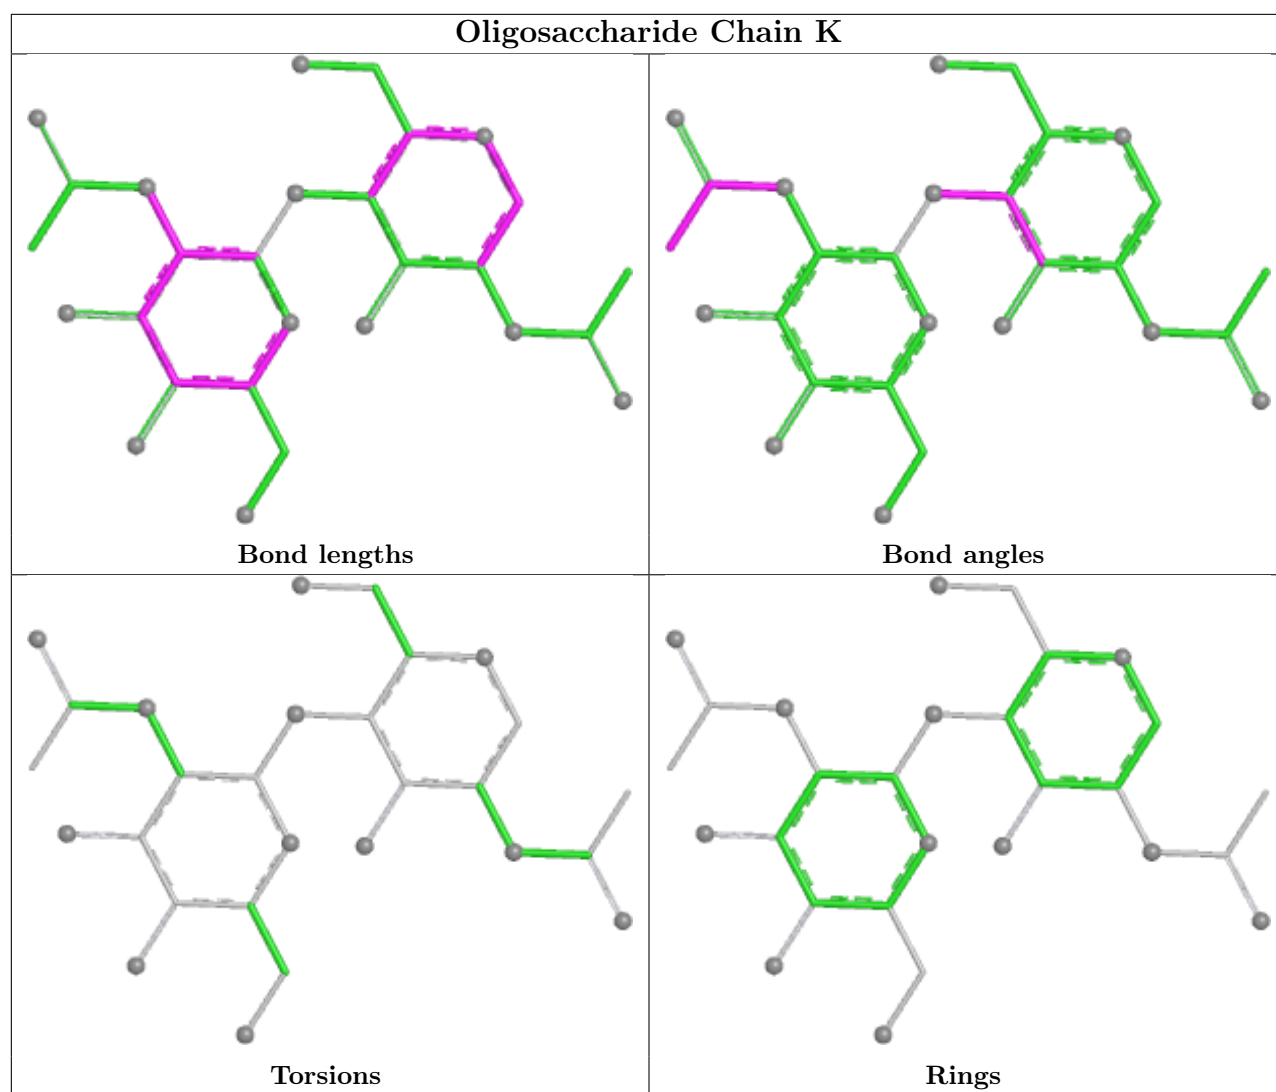 Oligosaccharide Chain K
Bond lengths
Bond angles
Torsions
Rings